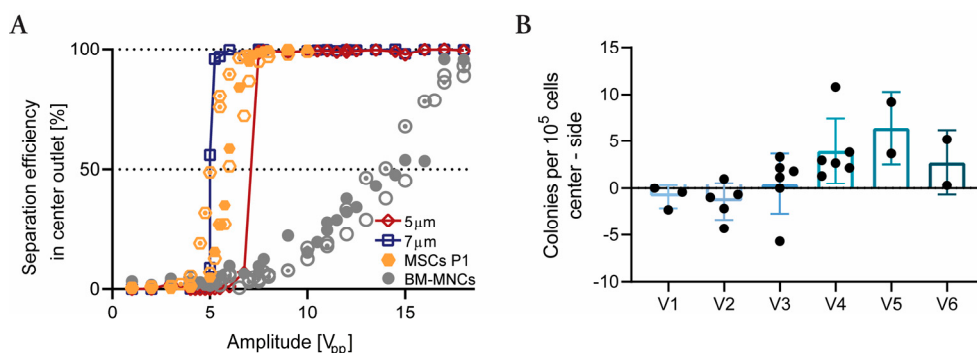 A
Separation efficiency
in center outlet [%]
100
50
0
5µm
7µm
MSCs P1
BM-MNCs
0 5 10 15
Amplitude [Vpp]
B
Colonies per 10⁵ cells
center - side
15
10
5
0
-5
-10
V1 V2 V3 V4 V5 V6